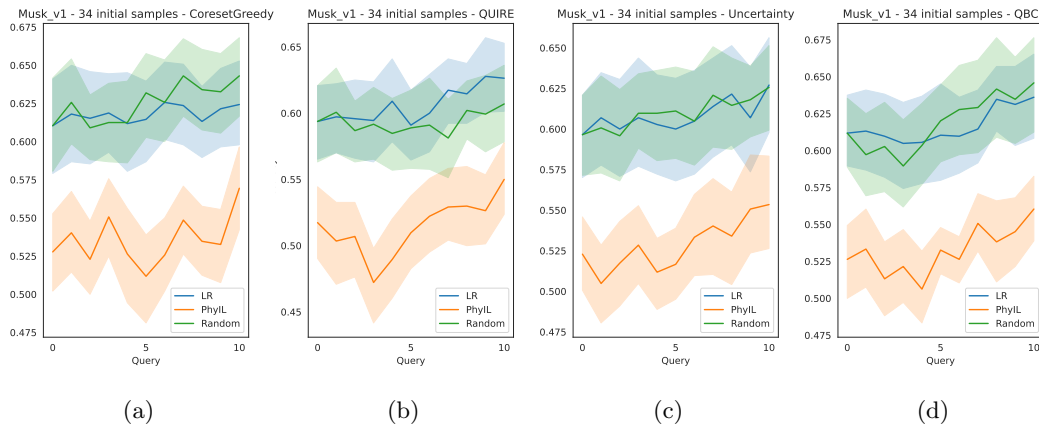 Musk_v1 - 34 initial samples - CoresetGreedy
0.675
0.650
0.625
0.600
0.575
0.550
0.525
0.500
0.475
0
5
10
Query
LR
PhyIL
Random
(a)
Musk_v1 - 34 initial samples - QUIRE
0.65
0.60
0.55
0.50
0.45
0
5
10
Query
LR
PhyIL
Random
(b)
Musk_v1 - 34 initial samples - Uncertainty
0.650
0.625
0.600
0.575
0.550
0.525
0.500
0.475
0
5
10
Query
LR
PhyIL
Random
(c)
Musk_v1 - 34 initial samples - QBC
0.675
0.650
0.625
0.600
0.575
0.550
0.525
0.500
0.475
0
5
10
Query
LR
PhyIL
Random
(d)